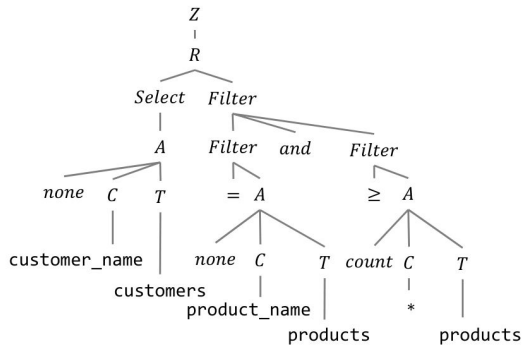 Z
R
Select Filter
A Filter and Filter
none C T = A ≥ A
customer_name none C T count C T
customers product_name *
products products